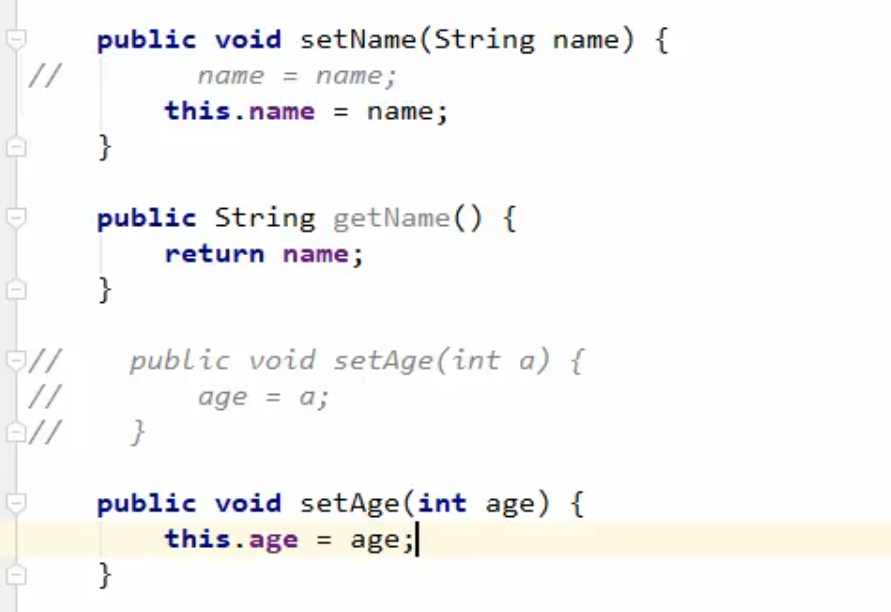 public void setName(String name) {
//        name = name;
        this.name = name;
    }
public String getName() {
        return name;
    }
//    public void setAge(int a) {
//        age = a;
//    }
public void setAge(int age) {
        this.age = age;
    }